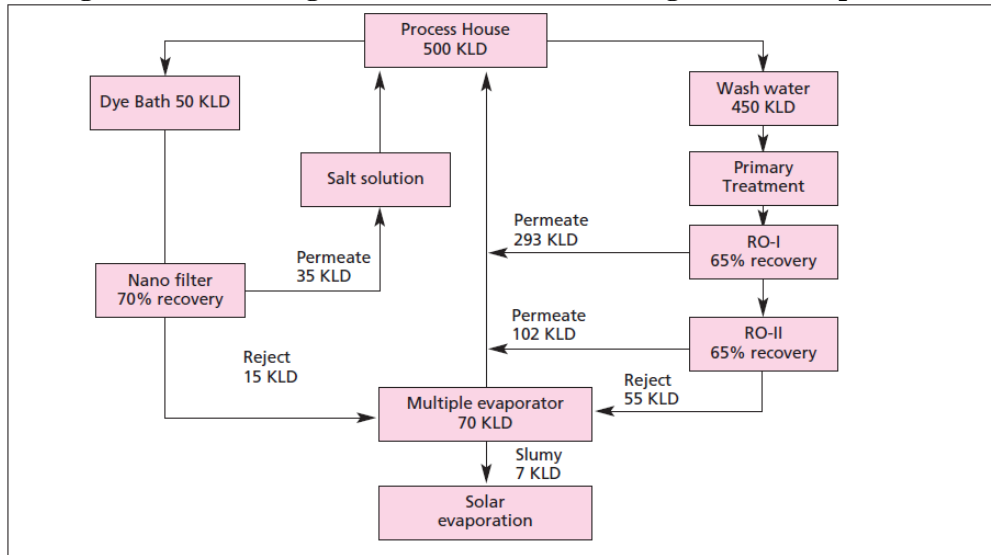 Process House
500 KLD
Dye Bath 50 KLD
Wash water
450 KLD
Salt solution
Primary
Treatment
Permeate
293 KLD
RO-I
65% recovery
Permeate
35 KLD
Nano filter
70% recovery
Permeate
102 KLD
RO-II
65% recovery
Reject
15 KLD
Reject
55 KLD
Multiple evaporator
70 KLD
Slumy
7 KLD
Solar
evaporation